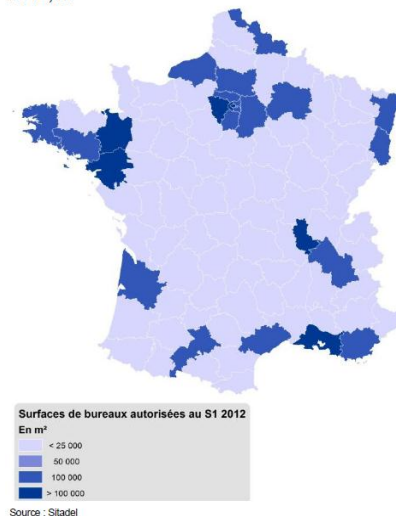 Surfaces de bureaux autorisées au S1 2012
En m²
< 25 000
50 000
100 000
> 100 000
Source : Sitadel